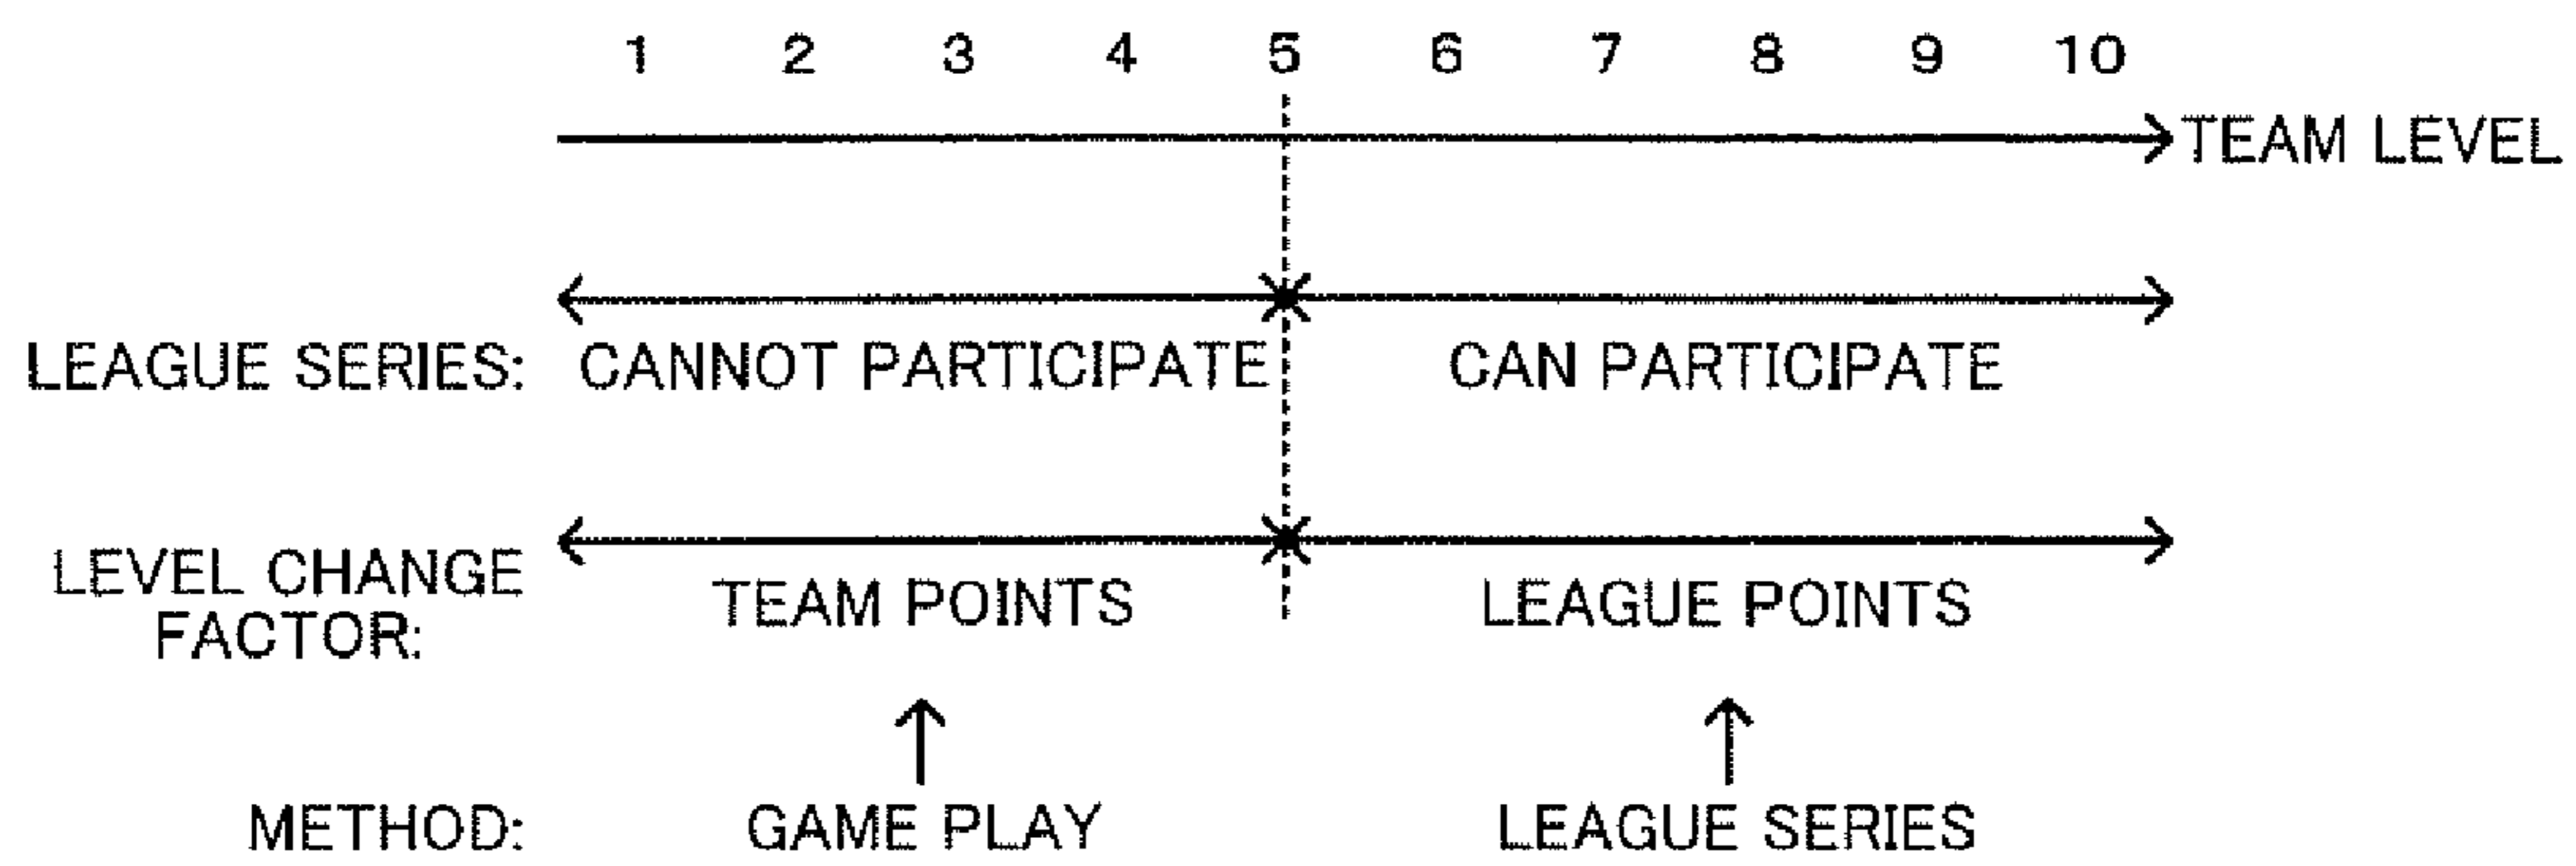 1 2 3 4 5 6 7 8 9 10
TEAM LEVEL
LEAGUE SERIES: CANNOT PARTICIPATE CAN PARTICIPATE
LEVEL CHANGE
FACTOR:
TEAM POINTS LEAGUE POINTS
METHOD: GAME PLAY LEAGUE SERIES